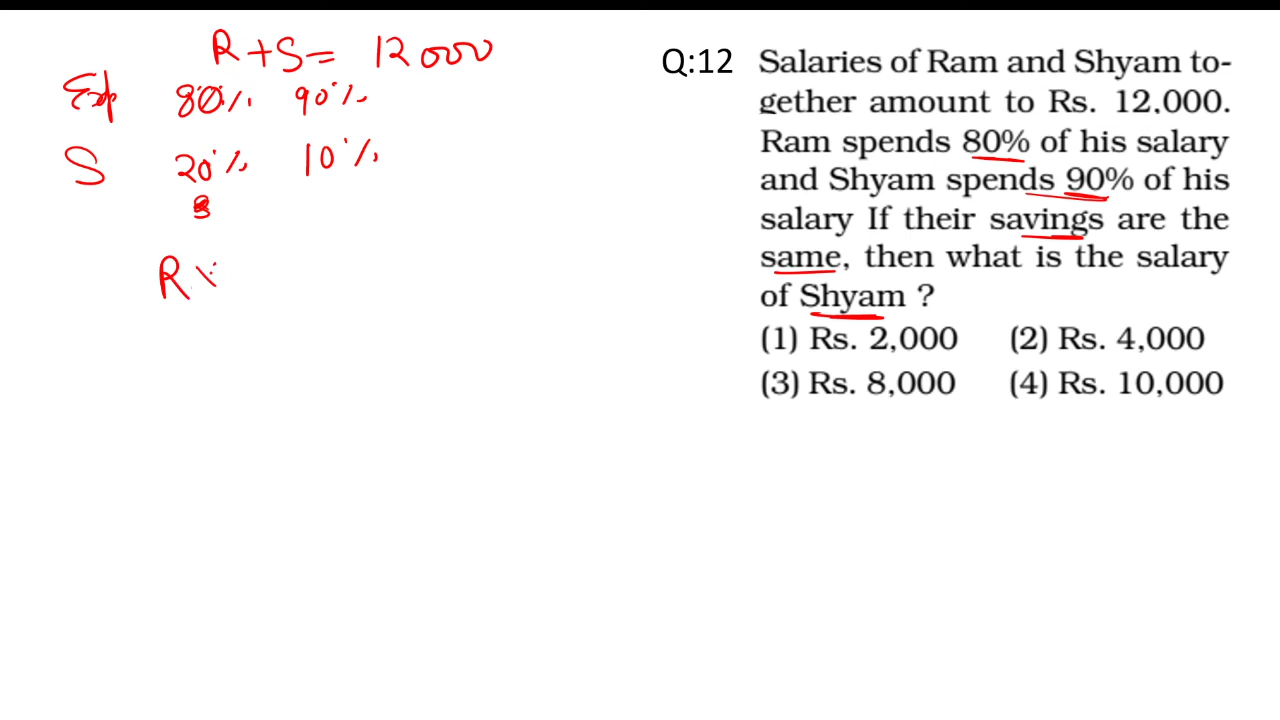 R + S = 12000
Exp 80% 90%
S 20% 10%
R ×
Q:12 Salaries of Ram and Shyam to-
gether amount to Rs. 12,000.
Ram spends 80% of his salary
and Shyam spends 90% of his
salary If their savings are the
same, then what is the salary
of Shyam ?
(1) Rs. 2,000 (2) Rs. 4,000
(3) Rs. 8,000 (4) Rs. 10,000